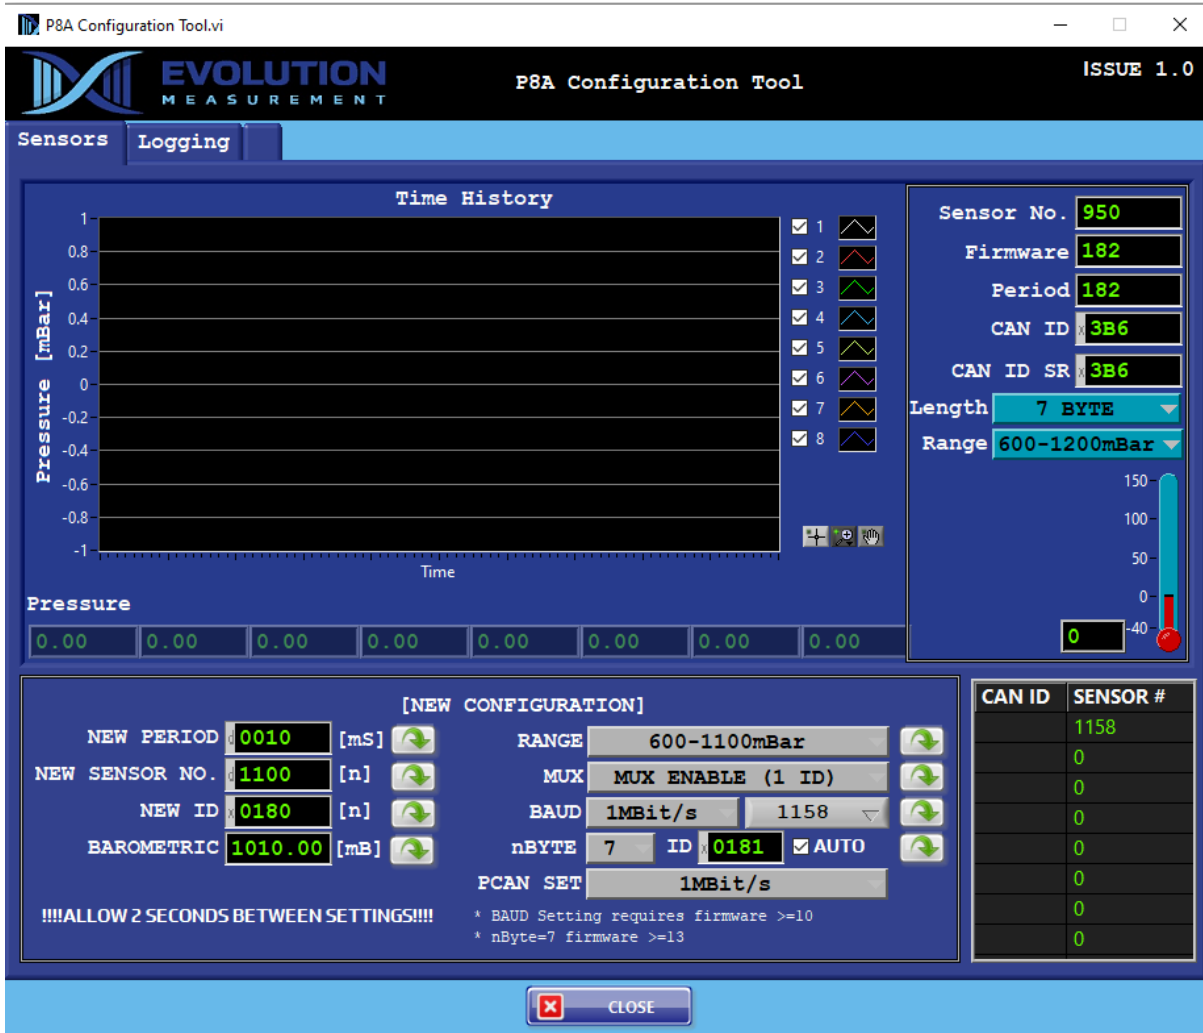 P8A Configuration Tool.vi
EVOLUTION
MEASUREMENT
P8A Configuration Tool
ISSUE 1.0
Sensors
Logging
Time History
Pressure [mBar]
1
0.8
0.6
0.4
0.2
0
-0.2
-0.4
-0.6
-0.8
-1
Time
1
2
3
4
5
6
7
8
Sensor No. 950
Firmware 182
Period 182
CAN ID x 3B6
CAN ID SR x 3B6
Length 7 BYTE
Range 600-1200mBar
150
100
50
0
-40
0
Pressure
0.00 0.00 0.00 0.00 0.00 0.00 0.00 0.00
[NEW CONFIGURATION]
NEW PERIOD d 0010 [mS]
NEW SENSOR NO. d 1100 [n]
NEW ID x 0180 [n]
BAROMETRIC 1010.00 [mB]
!!!!ALLOW 2 SECONDS BETWEEN SETTINGS!!!!
RANGE 600-1100mBar
MUX MUX ENABLE (1 ID)
BAUD 1MBit/s 1158
nBYTE 7 ID x 0181 AUTO
PCAN SET 1MBit/s
* BAUD Setting requires firmware >=10
* nByte=7 firmware >=13
CAN ID SENSOR #
1158
0
0
0
0
0
0
0
CLOSE